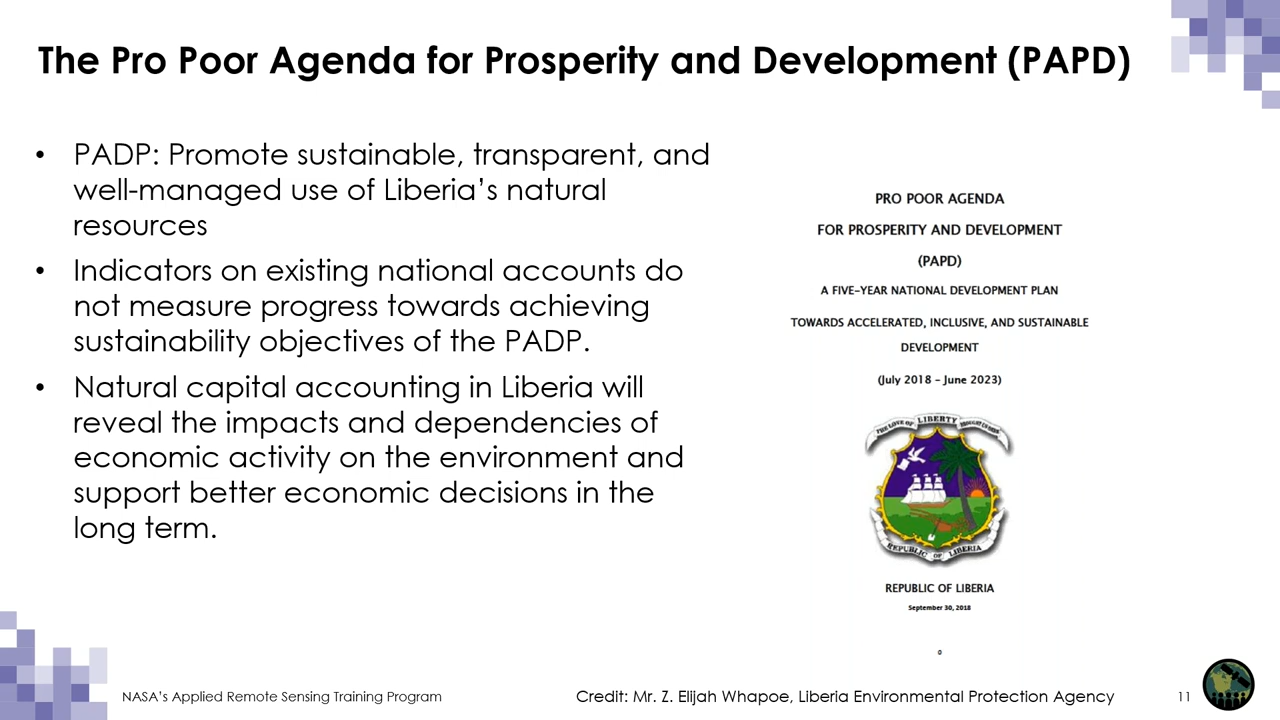 The Pro Poor Agenda for Prosperity and Development (PAPD)
• PADP: Promote sustainable, transparent, and
well-managed use of Liberia’s natural
resources
• Indicators on existing national accounts do
not measure progress towards achieving
sustainability objectives of the PADP.
• Natural capital accounting in Liberia will
reveal the impacts and dependencies of
economic activity on the environment and
support better economic decisions in the
long term.
PRO POOR AGENDA
FOR PROSPERITY AND DEVELOPMENT
(PAPD)
A FIVE-YEAR NATIONAL DEVELOPMENT PLAN
TOWARDS ACCELERATED, INCLUSIVE, AND SUSTAINABLE
DEVELOPMENT
(July 2018 – June 2023)
THE LOVE OF LIBERTY BROUGHT US HERE
REPUBLIC OF LIBERIA
REPUBLIC OF LIBERIA
September 30, 2018
0
NASA’s Applied Remote Sensing Training Program
Credit: Mr. Z. Elijah Whapoe, Liberia Environmental Protection Agency
11